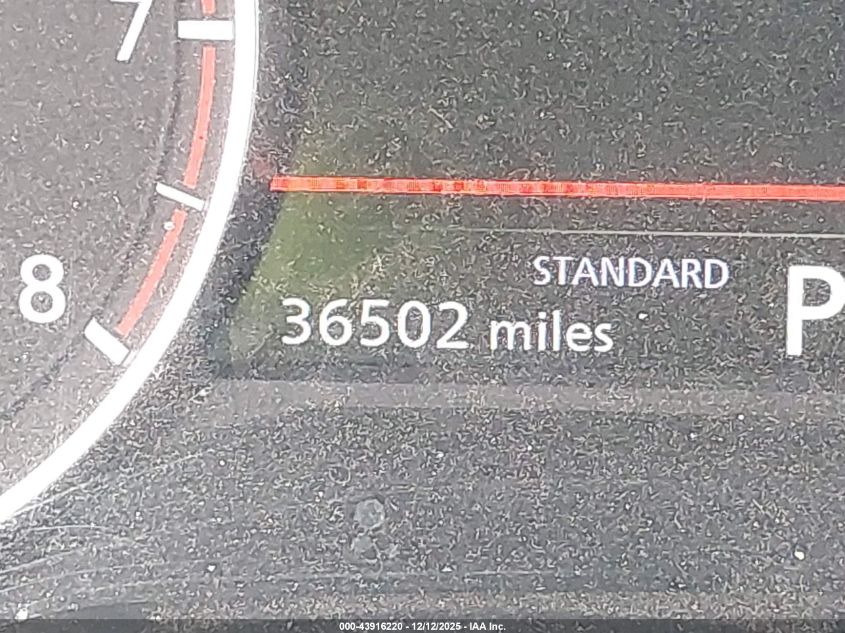 7
8
STANDARD
P
36502 miles
000-43916220 - 12/12/2025 - IAA Inc.